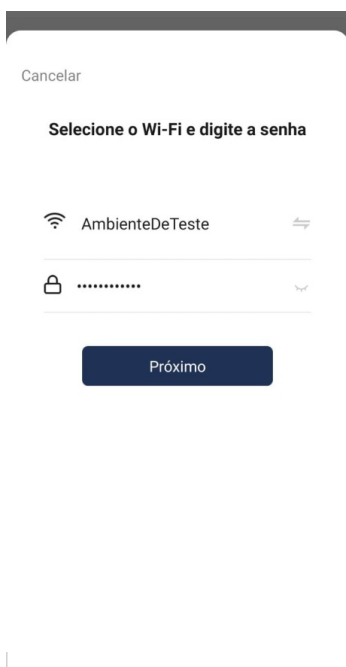 Cancelar
Selecione o Wi-Fi e digite a senha
AmbienteDeTeste
••••••••••••
Próximo